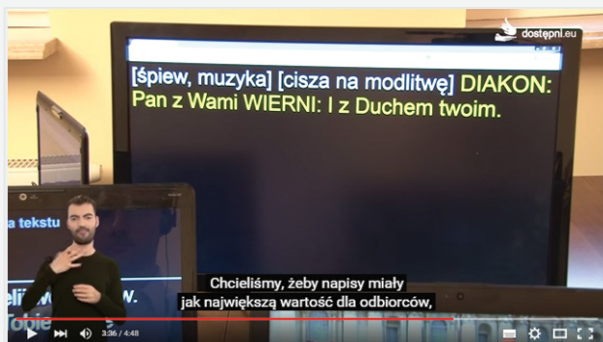 dostępni.eu
[śpiew, muzyka] [cisza na modlitwę] DIAKON:
Pan z Wami WIERNI: I z Duchem twoim.
a tekstu
Chcieliśmy, żeby napisy miały
jak największą wartość dla odbiorców,
3:36 / 4:48